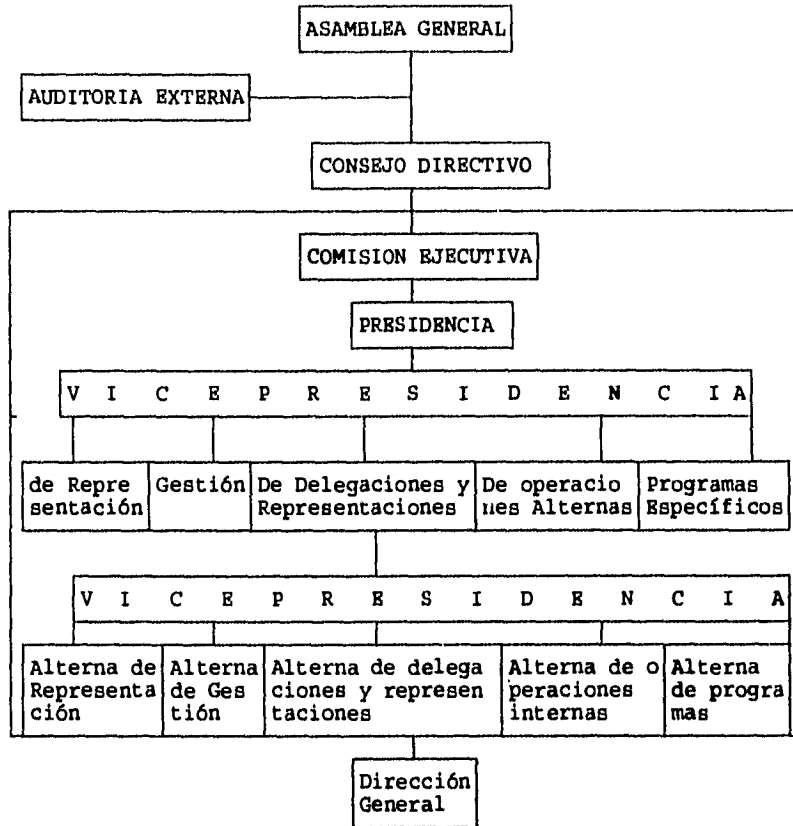 ASAMBLEA GENERAL
AUDITORIA EXTERNA
CONSEJO DIRECTIVO
COMISION EJECUTIVA
PRESIDENCIA
V I C E P R E S I D E N C I A
de Repre
sentación
Gestión
De Delegaciones y
Representaciones
De operacio
nes Alternas
Programas
Específicos
V I C E P R E S I D E N C I A
Alterna de
Representa
ción
Alterna
de Ges
tión
Alterna de delega
ciones y represen
taciones
Alterna de o
peraciones
internas
Alterna
de progra
mas
Dirección
General